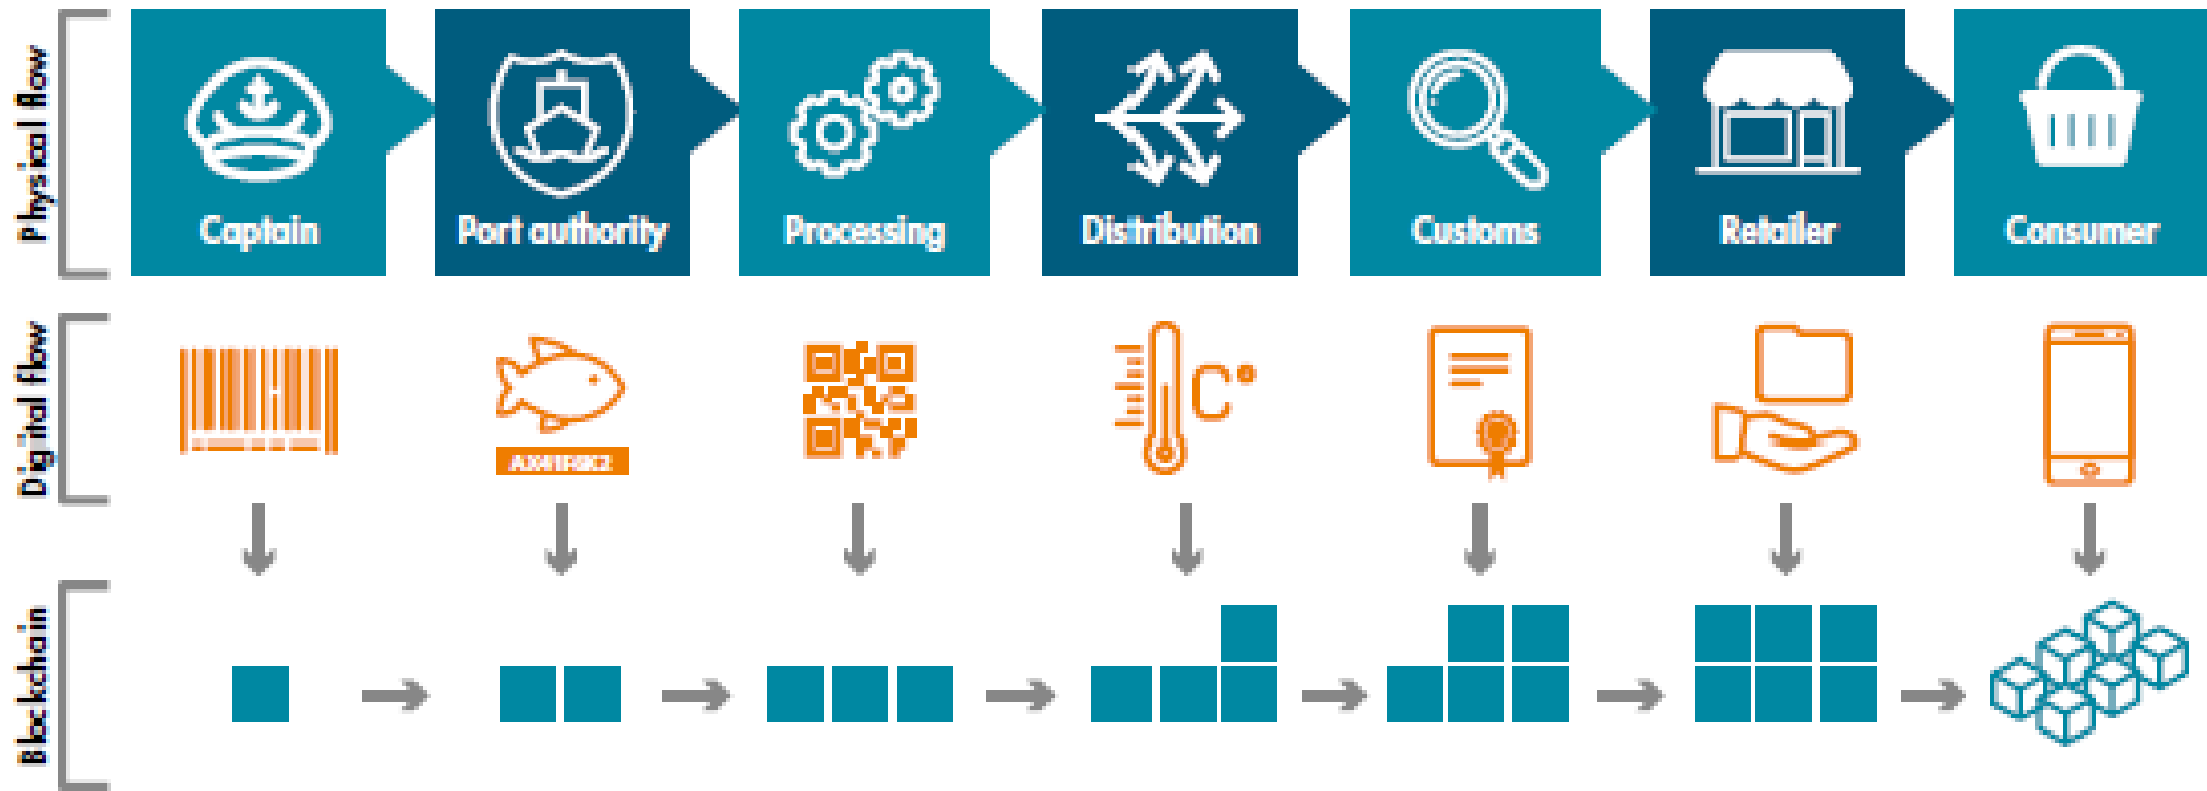 Physical flow
Captain
Port authority
Processing
Distribution
Customs
Retailer
Consumer
Digital flow
C°
Blockchain